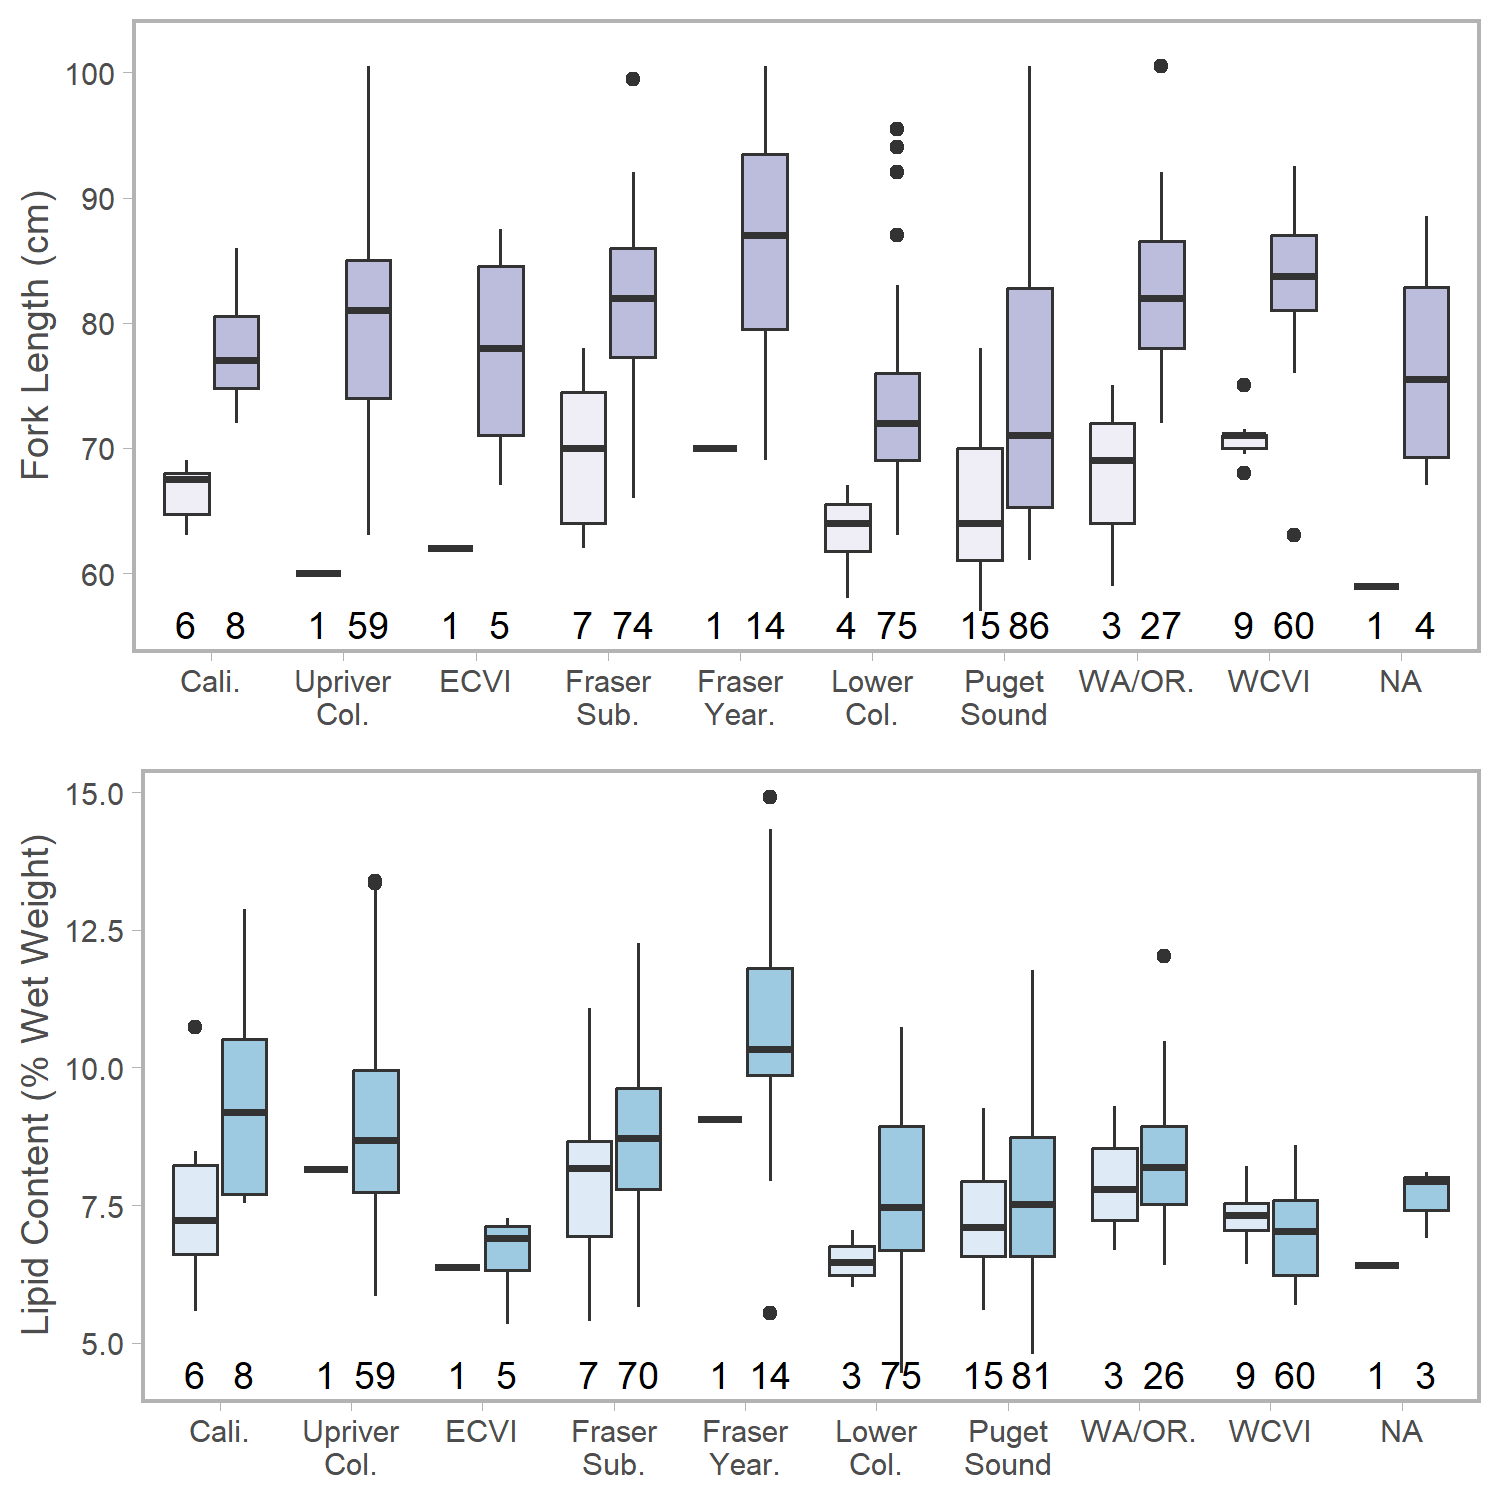 Fork Length (cm)
100
90
80
70
60
6 8 1 59 1 5 7 74 1 14 4 75 15 86 3 27 9 60 1 4
Cali. Upriver ECVI Fraser Fraser Lower Puget WA/OR. WCVI NA
Col. Sub. Year. Col. Sound
Lipid Content (% Wet Weight)
15.0
12.5
10.0
7.5
5.0
6 8 1 59 1 5 7 70 1 14 3 75 15 81 3 26 9 60 1 3
Cali. Upriver ECVI Fraser Fraser Lower Puget WA/OR. WCVI NA
Col. Sub. Year. Col. Sound